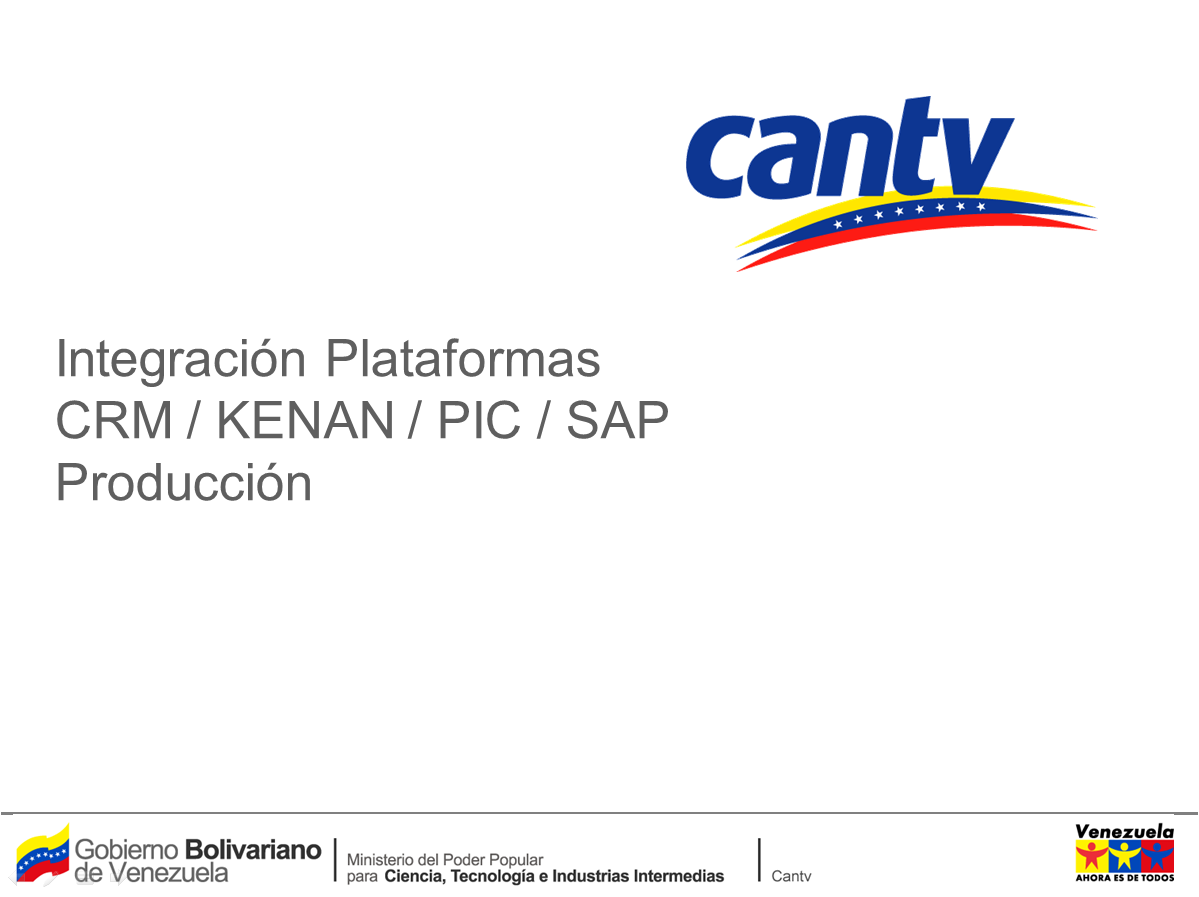 cantv
Integración Plataformas
CRM / KENAN / PIC / SAP
Producción
Gobierno Bolivariano
de Venezuela
Ministerio del Poder Popular
para Ciencia, Tecnología e Industrias Intermedias
Cantv
Venezuela
AHORA ES DE TODOS